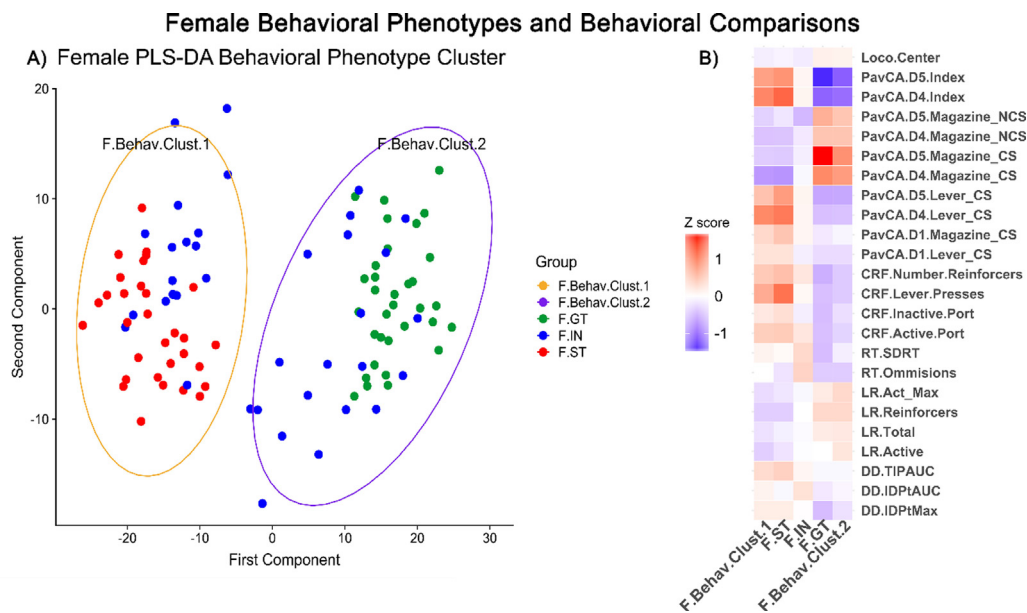 Female Behavioral Phenotypes and Behavioral Comparisons
A) Female PLS-DA Behavioral Phenotype Cluster
20
10
0
-10
Second Component
-20
-10
0
10
20
30
First Component
F.Behav.Clust.1
F.Behav.Clust.2
Group
F.Behav.Clust.1
F.Behav.Clust.2
F.GT
F.IN
F.ST
B)
Z score
1
0
-1
Loco.Center
PavCA.D5.Index
PavCA.D4.Index
PavCA.D5.Magazine_NCS
PavCA.D4.Magazine_NCS
PavCA.D5.Magazine_CS
PavCA.D4.Magazine_CS
PavCA.D5.Lever_CS
PavCA.D4.Lever_CS
PavCA.D1.Magazine_CS
PavCA.D1.Lever_CS
CRF.Number.Reinforcers
CRF.Lever.Presses
CRF.Inactive.Port
CRF.Active.Port
RT.SDRT
RT.Ommisions
LR.Act_Max
LR.Reinforcers
LR.Total
LR.Active
DD.TIPAUC
DD.IDPtAUC
DD.IDPtMax
F.Behav.Clust.1
F.ST
F.IN
F.GT
F.Behav.Clust.2